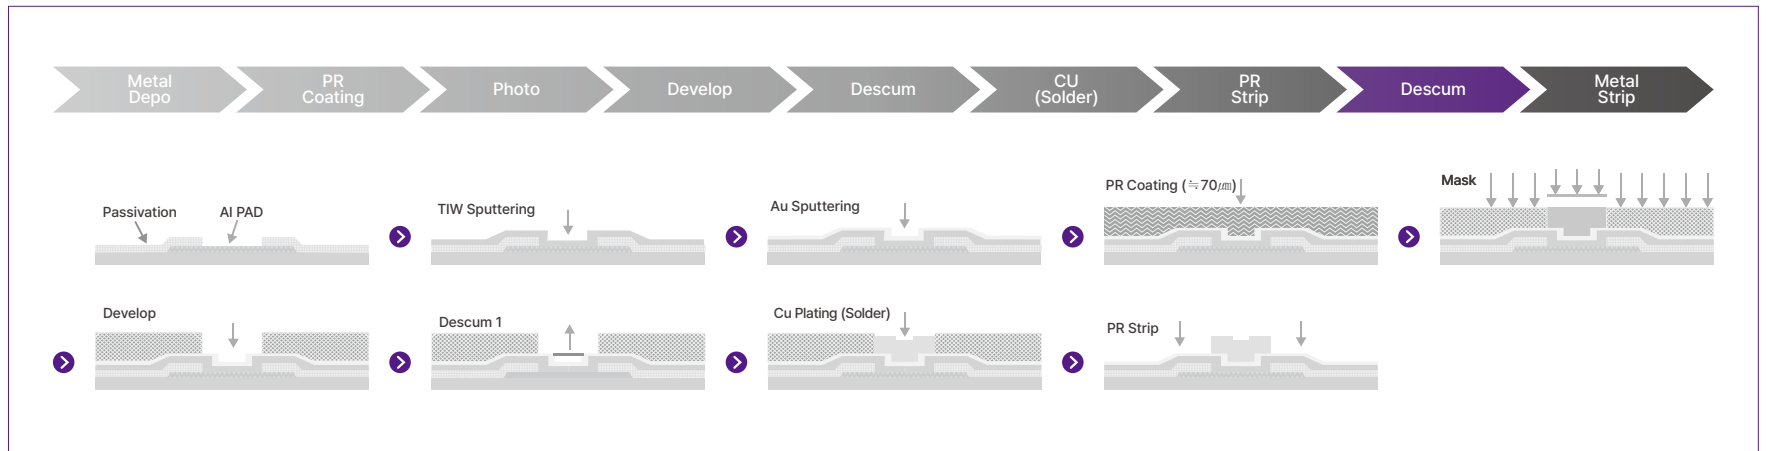 Metal
Depo
PR
Coating
Photo
Develop
Descum
CU
(Solder)
PR
Strip
Descum
Metal
Strip
Passivation
AI PAD
TIW Sputtering
Au Sputtering
PR Coating (≒70㎛)
Mask
Develop
Descum 1
Cu Plating (Solder)
PR Strip